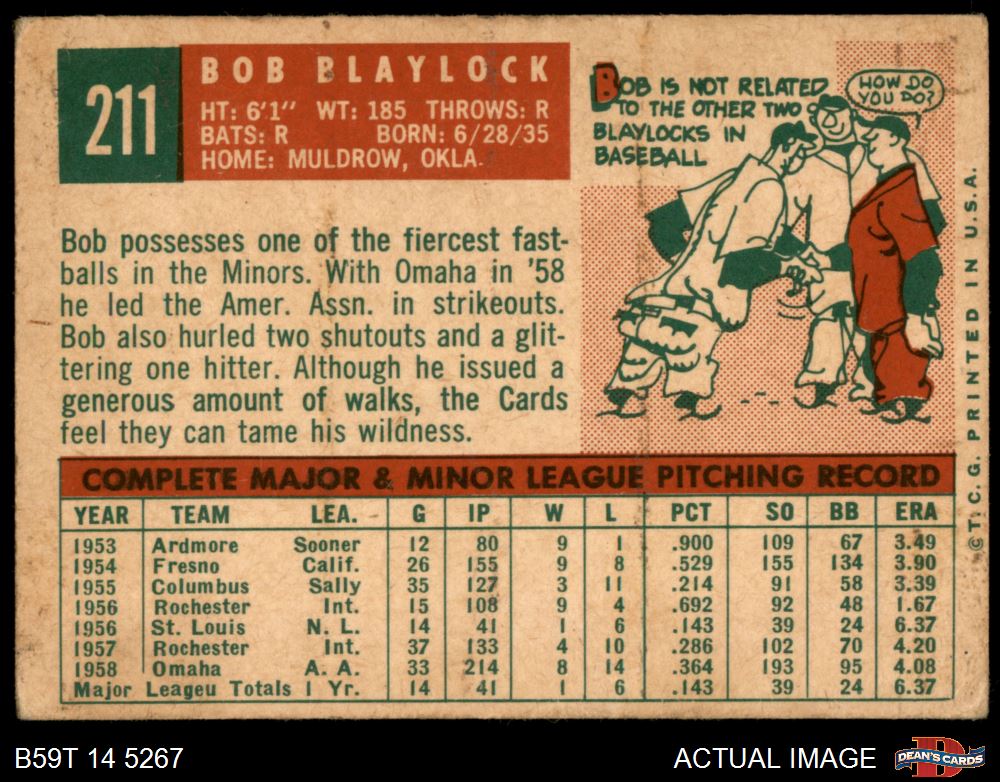 211
BOB BLAYLOCK
HT: 6'1" WT: 185 THROWS: R
BATS: R BORN: 6/28/35
HOME: MULDROW, OKLA.
BOB IS NOT RELATED
TO THE OTHER TWO
BLAYLOCKS IN
BASEBALL
HOW DO
YOU DO?
Bob possesses one of the fiercest fast-
balls in the Minors. With Omaha in '58
he led the Amer. Assn. in strikeouts.
Bob also hurled two shutouts and a glit-
tering one hitter. Although he issued a
generous amount of walks, the Cards
feel they can tame his wildness.
COMPLETE MAJOR & MINOR LEAGUE PITCHING RECORD
YEAR TEAM LEA. G IP W L PCT SO BB ERA
1953 Ardmore Sooner 12 80 9 1 .900 109 67 3.49
1954 Fresno Calif. 26 155 9 8 .529 155 134 3.90
1955 Columbus Sally 35 127 3 11 .214 91 58 3.39
1956 Rochester Int. 15 108 9 4 .692 92 48 1.67
1956 St. Louis N. L. 14 41 1 6 .143 39 24 6.37
1957 Rochester Int. 37 133 4 10 .286 102 70 4.20
1958 Omaha A. A. 33 214 8 14 .364 193 95 4.08
Major Leageu Totals 1 Yr. 14 41 1 6 .143 39 24 6.37
©T. C. G. PRINTED IN U.S.A.
B59T 14 5267
ACTUAL IMAGE
D
DEAN'S CARDS